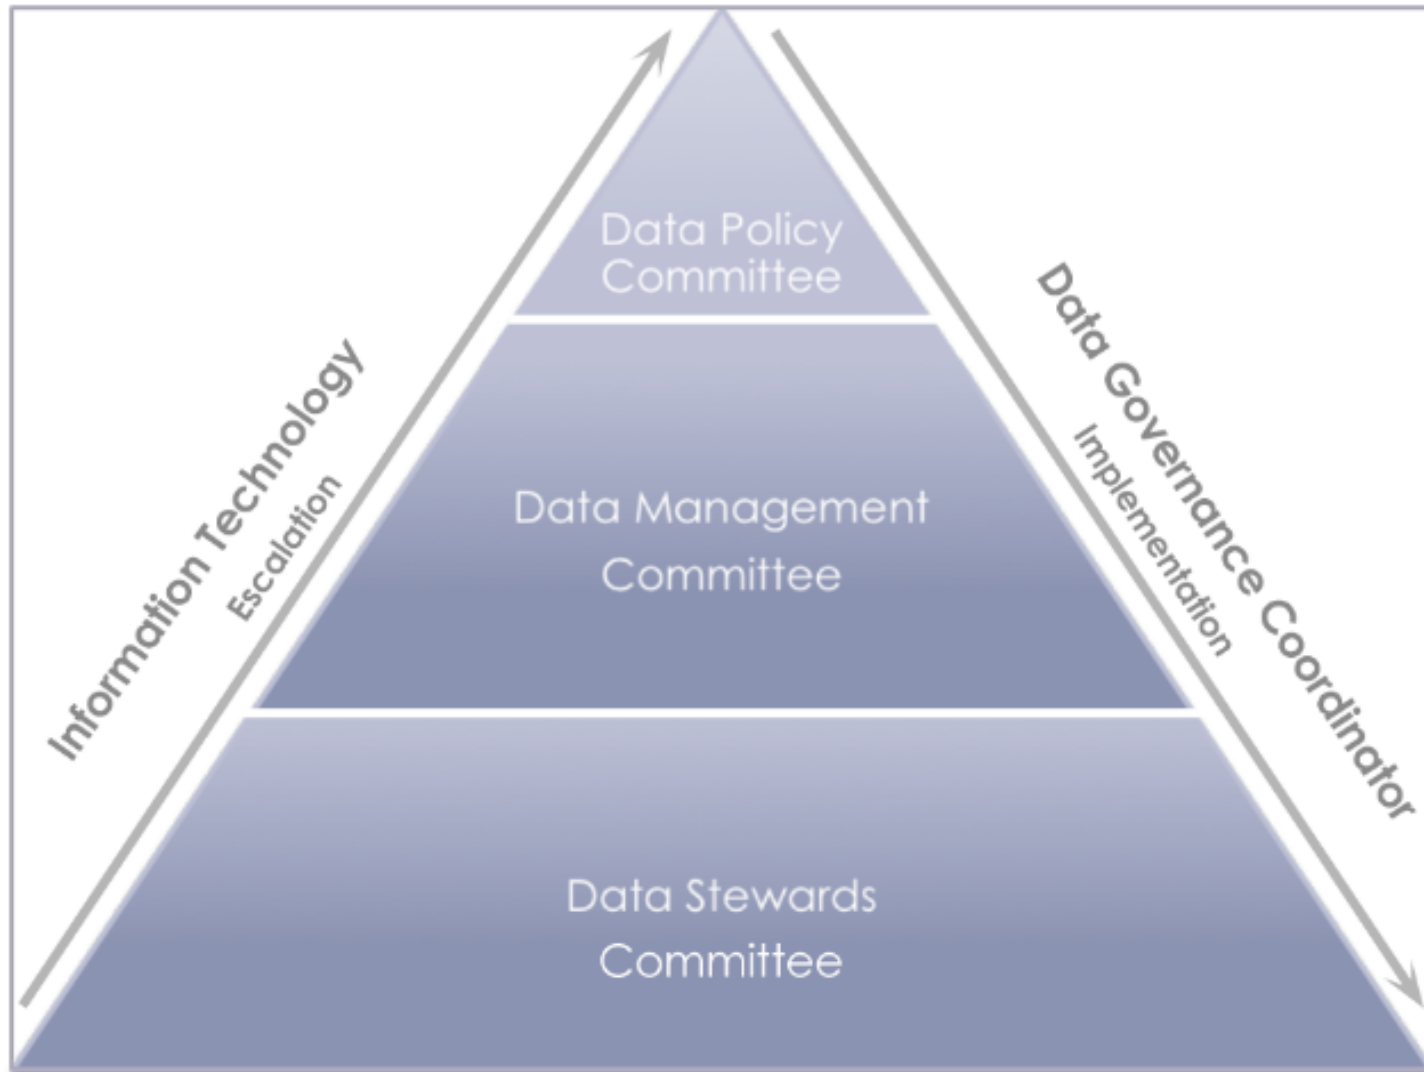 Data Policy
Committee
Information Technology
Escalation
Data Governance Coordinator
Implementation
Data Management
Committee
Data Stewards
Committee